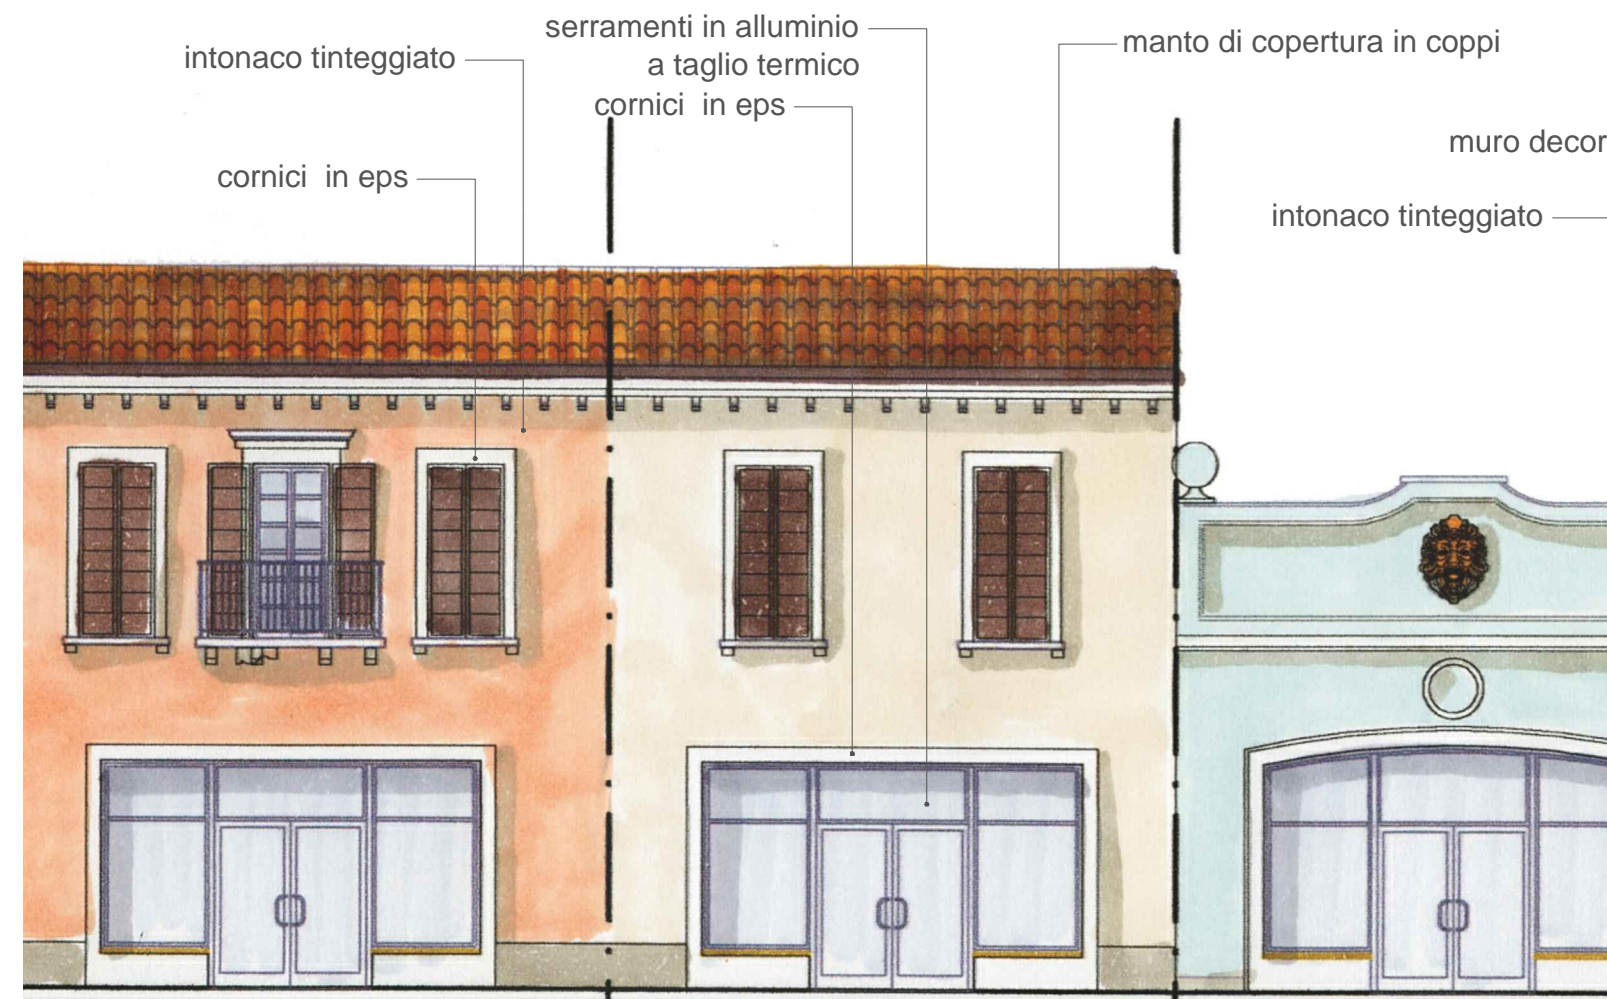 serramenti in alluminio
a taglio termico
intonaco tinteggiato
manto di copertura in coppi
cornici in eps
muro decor
cornici in eps
intonaco tinteggiato